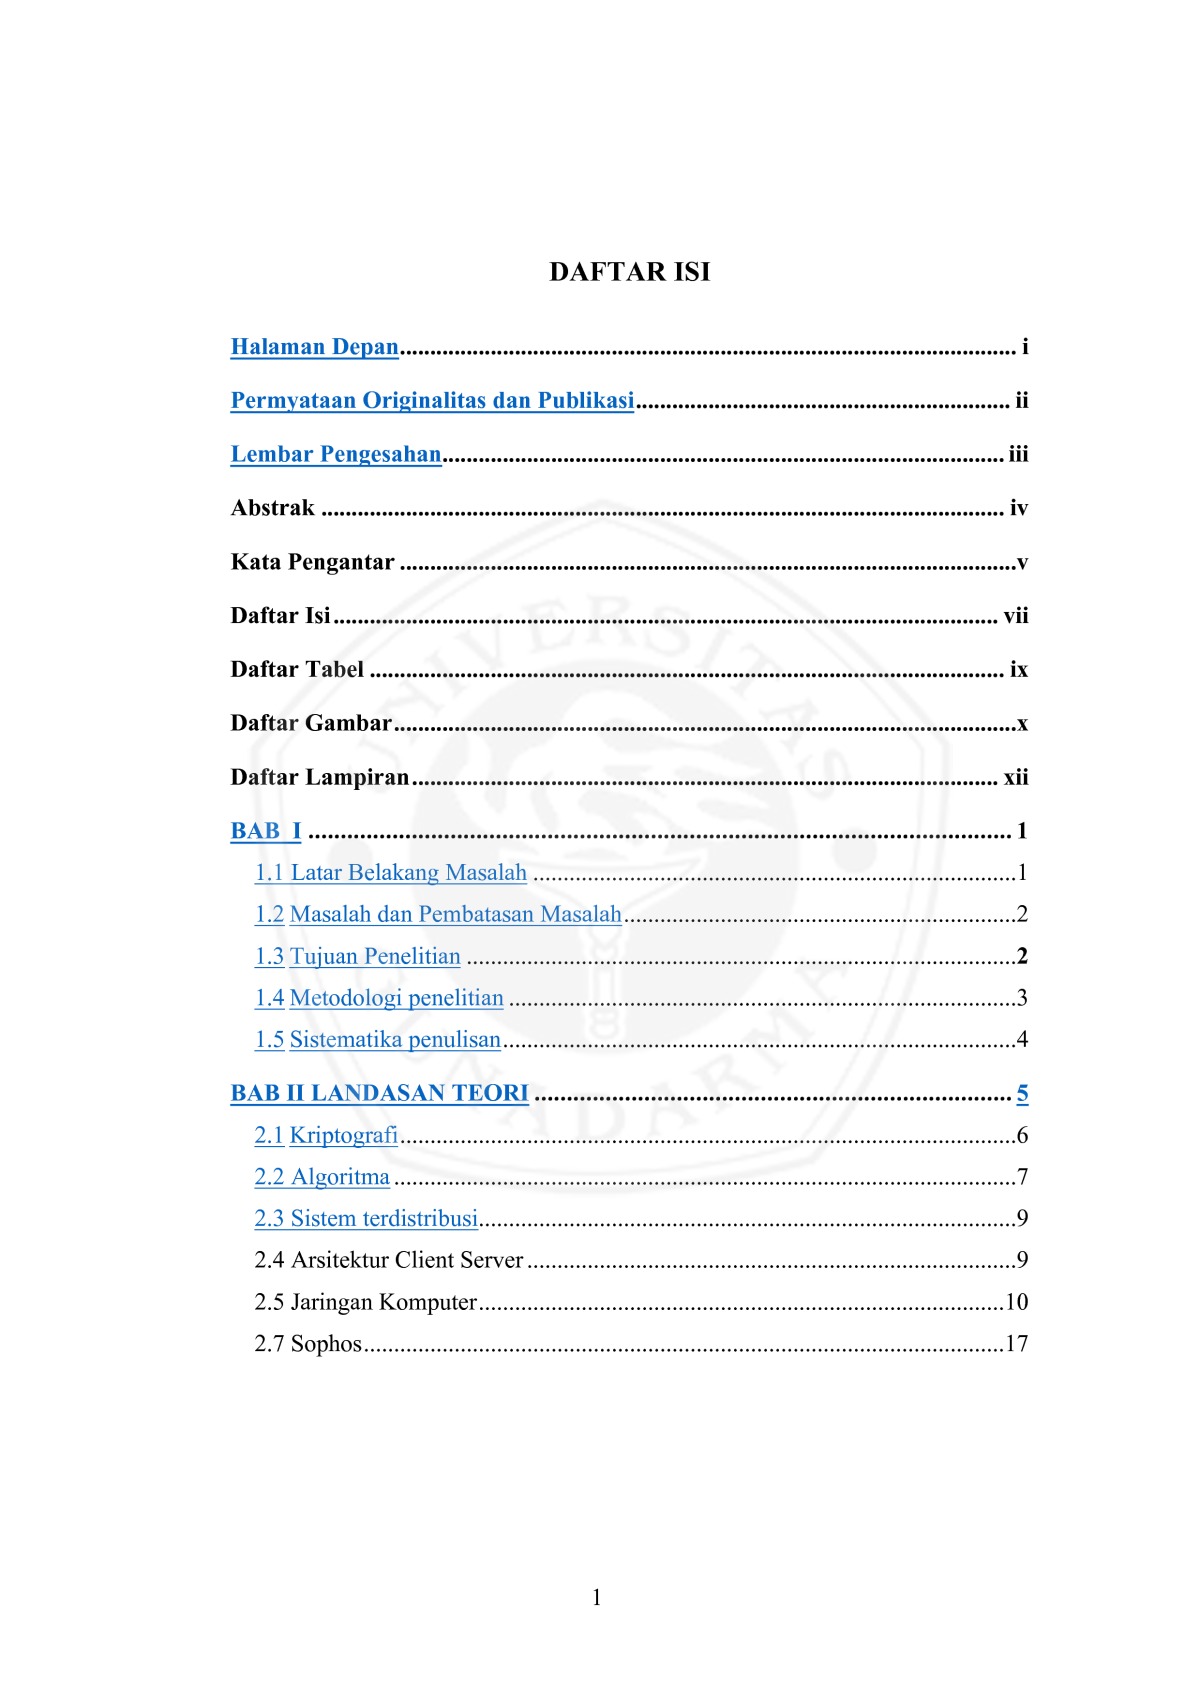 DAFTAR ISI
Halaman Depan....................................................................................................... i
Permyataan Originalitas dan Publikasi.............................................................. ii
Lembar Pengesahan............................................................................................. iii
Abstrak ................................................................................................................. iv
Kata Pengantar ......................................................................................................v
Daftar Isi.............................................................................................................. vii
Daftar Tabel ......................................................................................................... ix
Daftar Gambar.......................................................................................................x
Daftar Lampiran................................................................................................. xii
BAB I .................................................................................................................... 1
1.1 Latar Belakang Masalah ................................................................................1
1.2 Masalah dan Pembatasan Masalah.................................................................2
1.3 Tujuan Penelitian ...........................................................................................2
1.4 Metodologi penelitian ....................................................................................3
1.5 Sistematika penulisan.....................................................................................4
BAB II LANDASAN TEORI ............................................................................... 5
2.1 Kriptografi......................................................................................................6
2.2 Algoritma .......................................................................................................7
2.3 Sistem terdistribusi.........................................................................................9
2.4 Arsitektur Client Server .................................................................................9
2.5 Jaringan Komputer.......................................................................................10
2.7 Sophos..........................................................................................................17
UNIVERSITAS
GUNADARMA
1